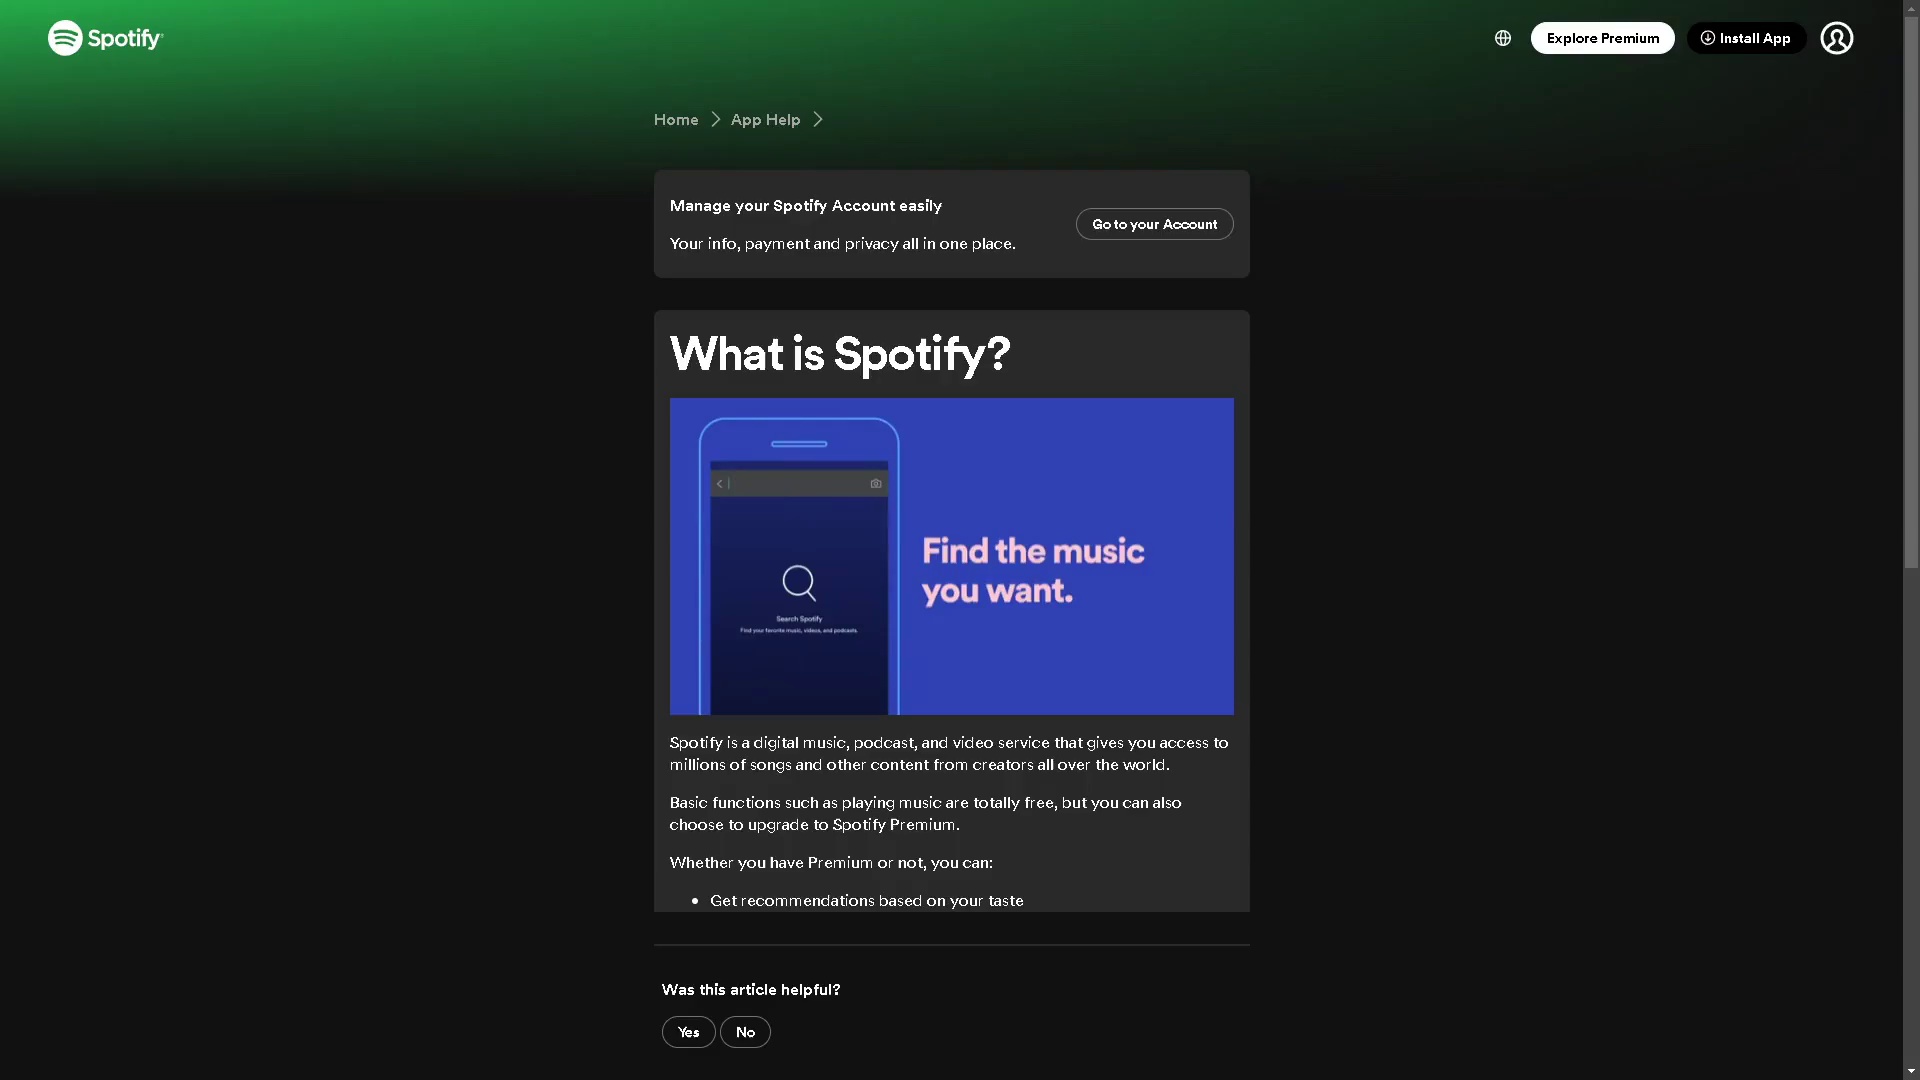 Spotify
Explore Premium
Install App
Home
App Help
Manage your Spotify Account easily
Your info, payment and privacy all in one place.
Go to your Account
What is Spotify?
Find the music
you want.
Search Spotify
Find your favorite music, videos, and podcasts.
Spotify is a digital music, podcast, and video service that gives you access to
millions of songs and other content from creators all over the world.
Basic functions such as playing music are totally free, but you can also
choose to upgrade to Spotify Premium.
Whether you have Premium or not, you can:
• Get recommendations based on your taste
Was this article helpful?
Yes
No